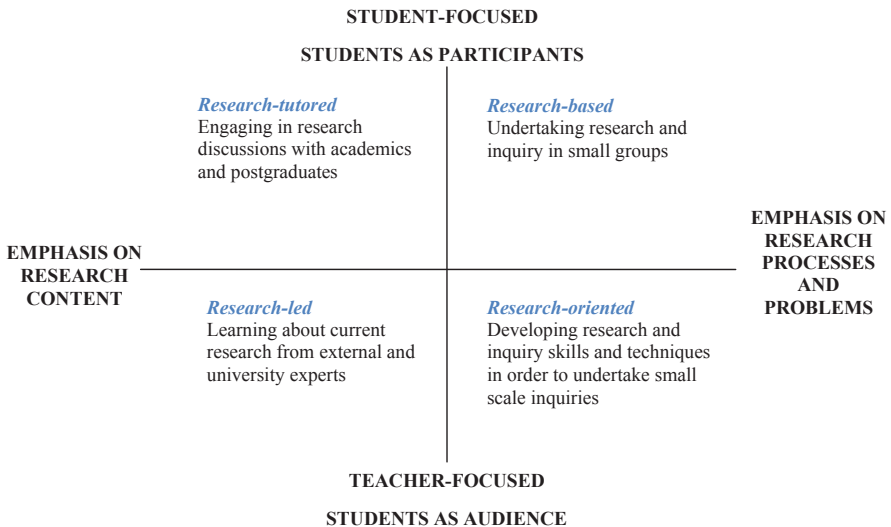 STUDENT-FOCUSED
STUDENTS AS PARTICIPANTS
Research-tutored
Engaging in research
discussions with academics
and postgraduates
Research-based
Undertaking research and
inquiry in small groups
EMPHASIS ON
RESEARCH
CONTENT
EMPHASIS ON
RESEARCH
PROCESSES
AND
PROBLEMS
Research-led
Learning about current
research from external and
university experts
Research-oriented
Developing research and
inquiry skills and techniques
in order to undertake small
scale inquiries
TEACHER-FOCUSED
STUDENTS AS AUDIENCE